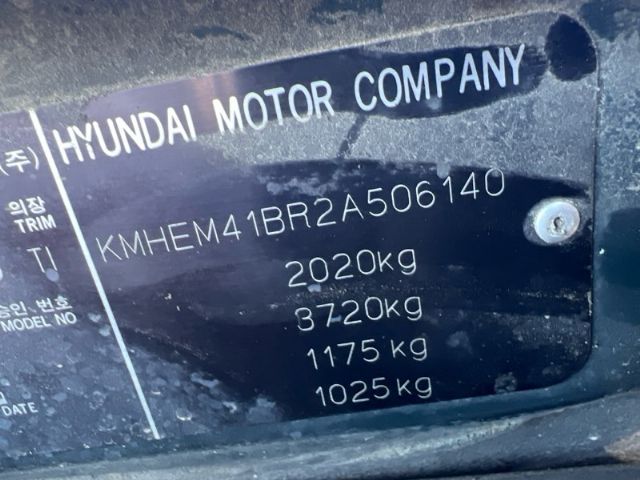 HYUNDAI MOTOR COMPANY
(주)
의장
TRIM
TI
KMHEM41BR2A506140
2020kg
3720kg
1175kg
1025kg
승인 번호
MODEL NO
DATE